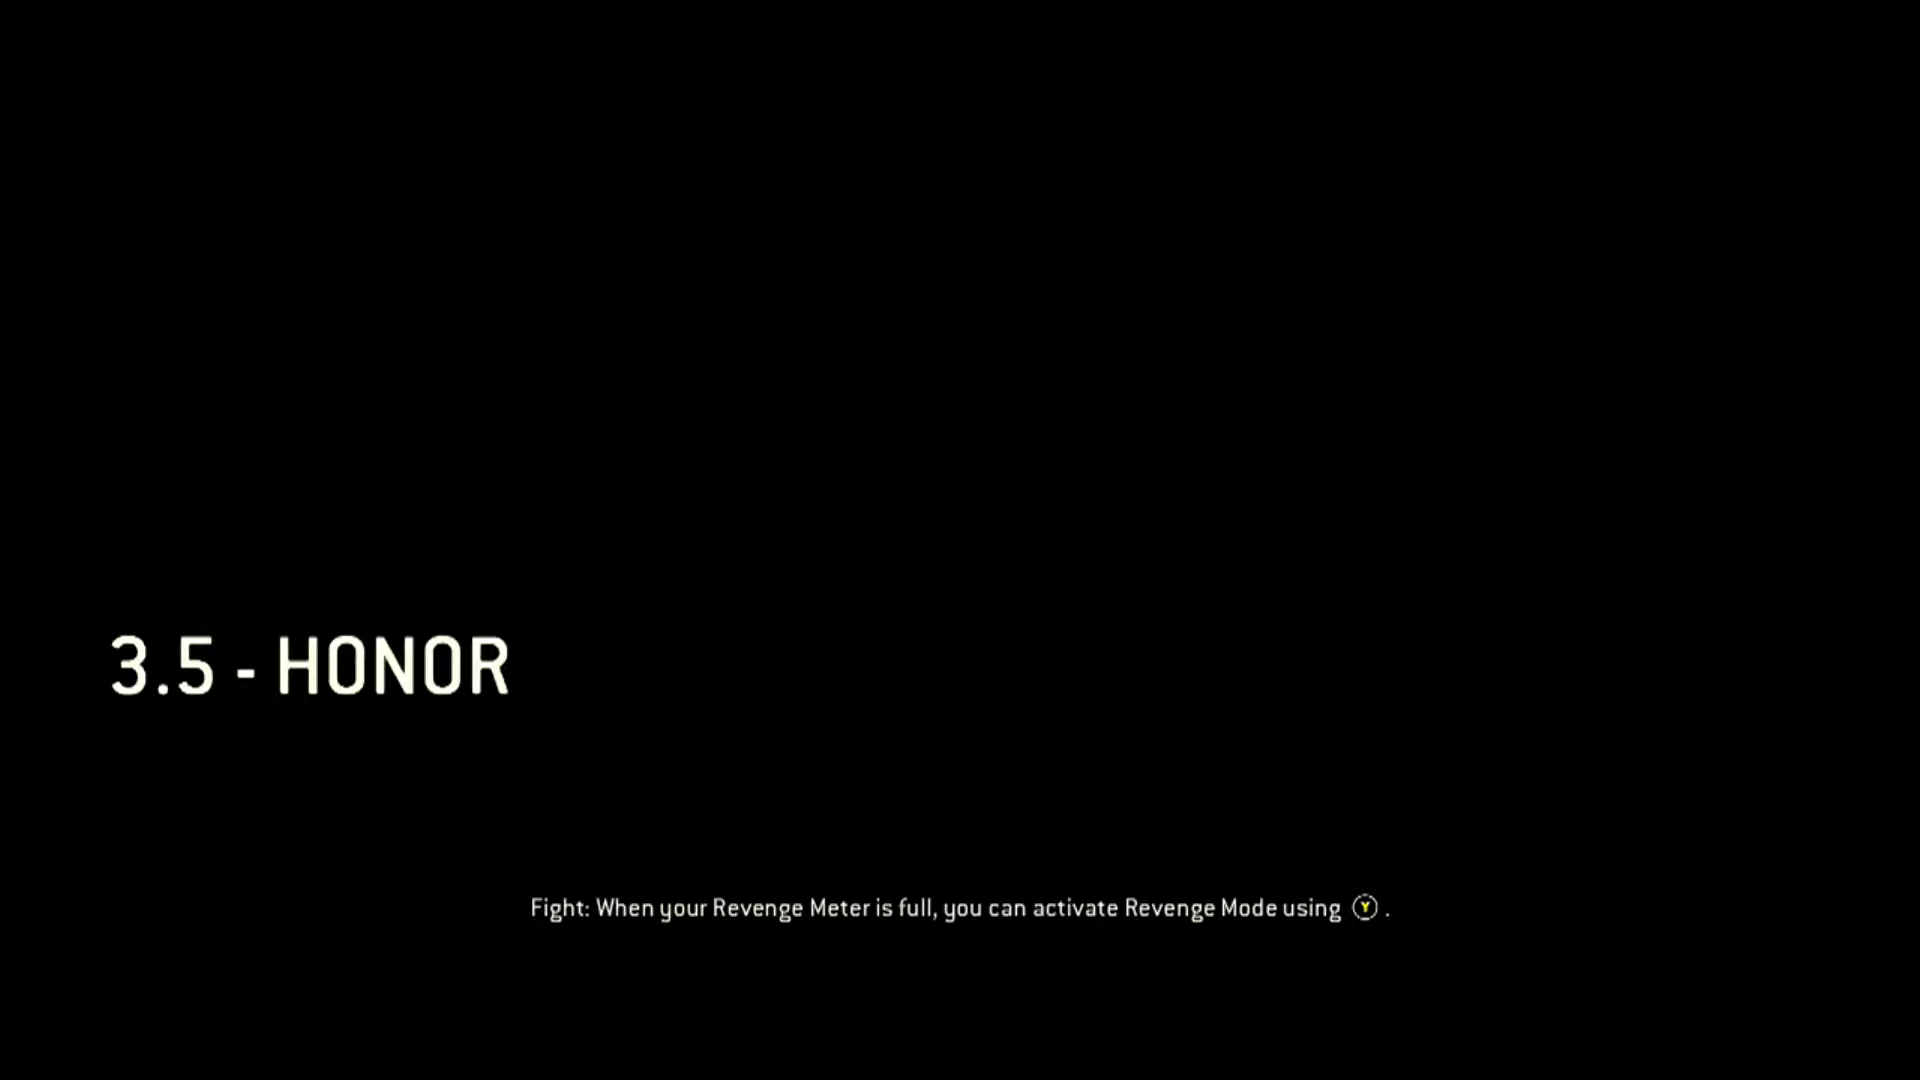 3.5 - HONOR
Fight: When your Revenge Meter is full, you can activate Revenge Mode using Y .